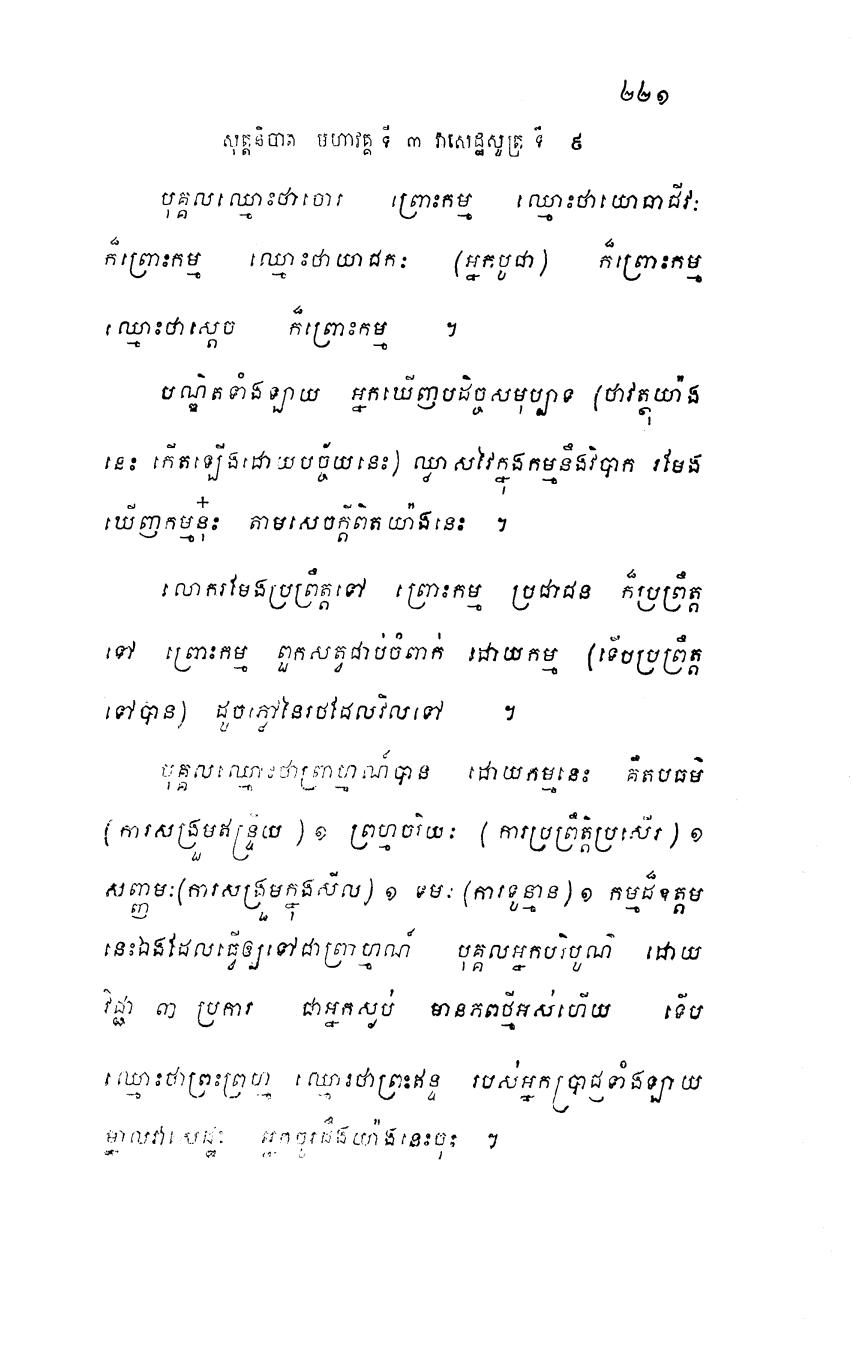 ២២១
សុត្តនិបាត មហាវគ្គ ទី ៣ វាសេដ្ឋសូត្រ ទី ៩
បុគ្គលឈ្មោះថាចោរ ព្រោះកម្ម ឈ្មោះថាយោធាជីវៈ
ក៏ព្រោះកម្ម ឈ្មោះថាយាជកៈ (អ្នកបូជា) ក៏ព្រោះកម្ម
ឈ្មោះថាស្តេច ក៏ព្រោះកម្ម ។
បណ្ឌិតទាំងឡាយ អ្នកឃើញបដិច្ចសមុប្បាទ (ថាវត្ថុយ៉ាង
នេះ កើតឡើងដោយបច្ច័យនេះ) ឈ្លាសវៃក្នុងកម្មនឹងវិបាក រមែង
ឃើញកម្មនុ៎ះ តាមសេចក្តីពិតយ៉ាងនេះ ។
លោករមែងប្រព្រឹត្តទៅ ព្រោះកម្ម ប្រជាជន ក៏ប្រព្រឹត្ត
ទៅ ព្រោះកម្ម ពួកសត្វជាប់ចំពាក់ ដោយកម្ម (ទើបប្រព្រឹត្ត
ទៅបាន) ដូចភ្លៅនៃរថដែលវិលទៅ ។
បុគ្គលឈ្មោះថាព្រាហ្មណ៍បាន ដោយកម្មនេះ គឺតបធម៌
(ការសង្រួមឥន្ទ្រិយ) ១ ព្រហ្មចរិយៈ (ការប្រព្រឹត្តិប្រសើរ) ១
សញ្ញមៈ(ការសង្រួមក្នុងសីល) ១ ទមៈ (ការទូន្មាន) ១ កម្មដ៏ឧត្តម
នេះឯងដែលធ្វើឲ្យទៅជាព្រាហ្មណ៍ បុគ្គលអ្នកបរិបូណ៌ ដោយ
វិជ្ជា ៣ ប្រការ ជាអ្នកស្ងប់ មានភពថ្មីអស់ហើយ ទើប
ឈ្មោះថាព្រះព្រហ្ម ឈ្មោះថាព្រះឥន្ទ របស់អ្នកប្រាជ្ញទាំងឡាយ
ម្នាលវាសេដ្ឋៈ អ្នកចូរដឹងយ៉ាងនេះចុះ ។